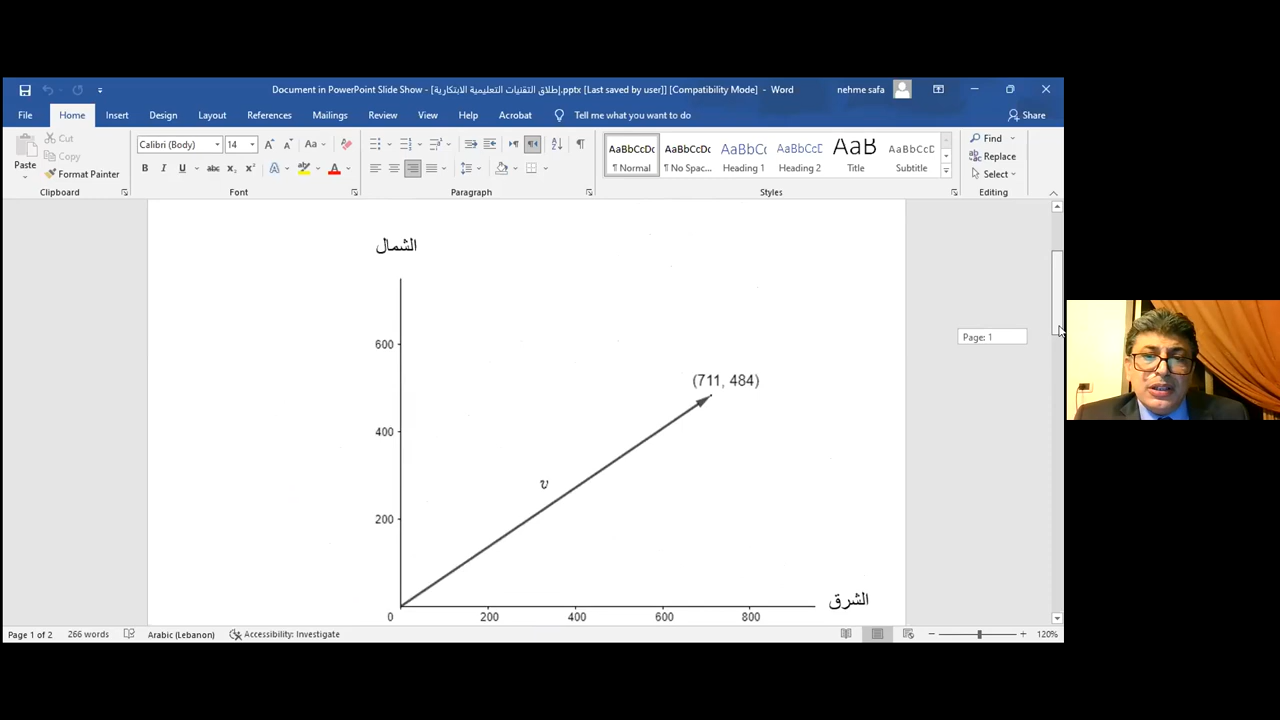 Document in PowerPoint Slide Show - [إطلاق التقنيات التعليمية الابتكارية.pptx [Last saved by user]] [Compatibility Mode] - Word
nehme safa
File Home Insert Design Layout References Mailings Review View Help Acrobat Tell me what you want to do Share
Paste
Cut
Copy
Format Painter
Clipboard
Calibri (Body) 14
Font
Paragraph
AaBbCcDc AaBbCcDc AaBbCc AaBbCcC AaB AaBbCcC
¶ Normal ¶ No Spac... Heading 1 Heading 2 Title Subtitle
Styles
Find
Replace
Select
Editing
الشمال
600
(711, 484)
400
v
200
0 200 400 600 800
الشرق
Page: 1
Page 1 of 2 266 words Arabic (Lebanon) Accessibility: Investigate 120%